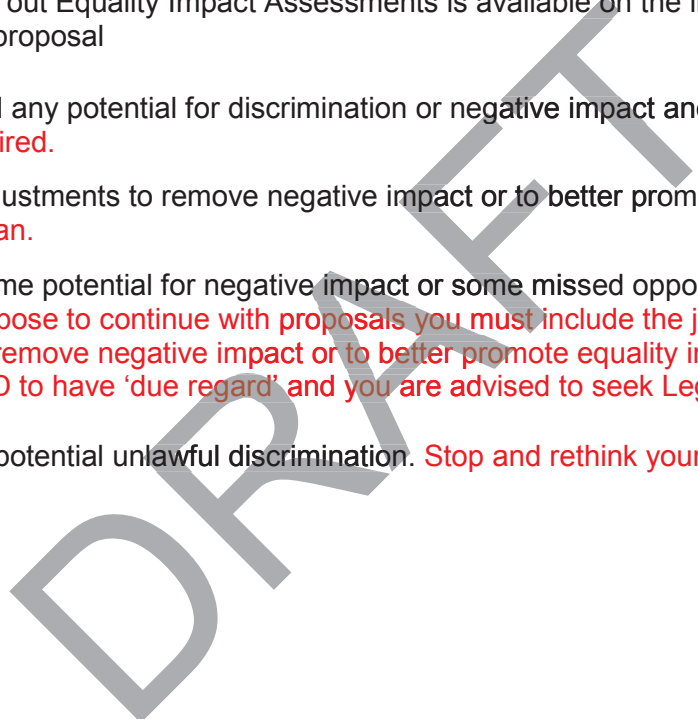 out Equality Impact Assessments is available on the
proposal
any potential for discrimination or negative impact and
ired.
justments to remove negative impact or to better prom
an.
me potential for negative impact or some missed oppo
pose to continue with proposals you must include the j
remove negative impact or to better promote equality i
D to have ‘due regard’ and you are advised to seek Leg
potential unlawful discrimination. Stop and rethink your
DRAFT